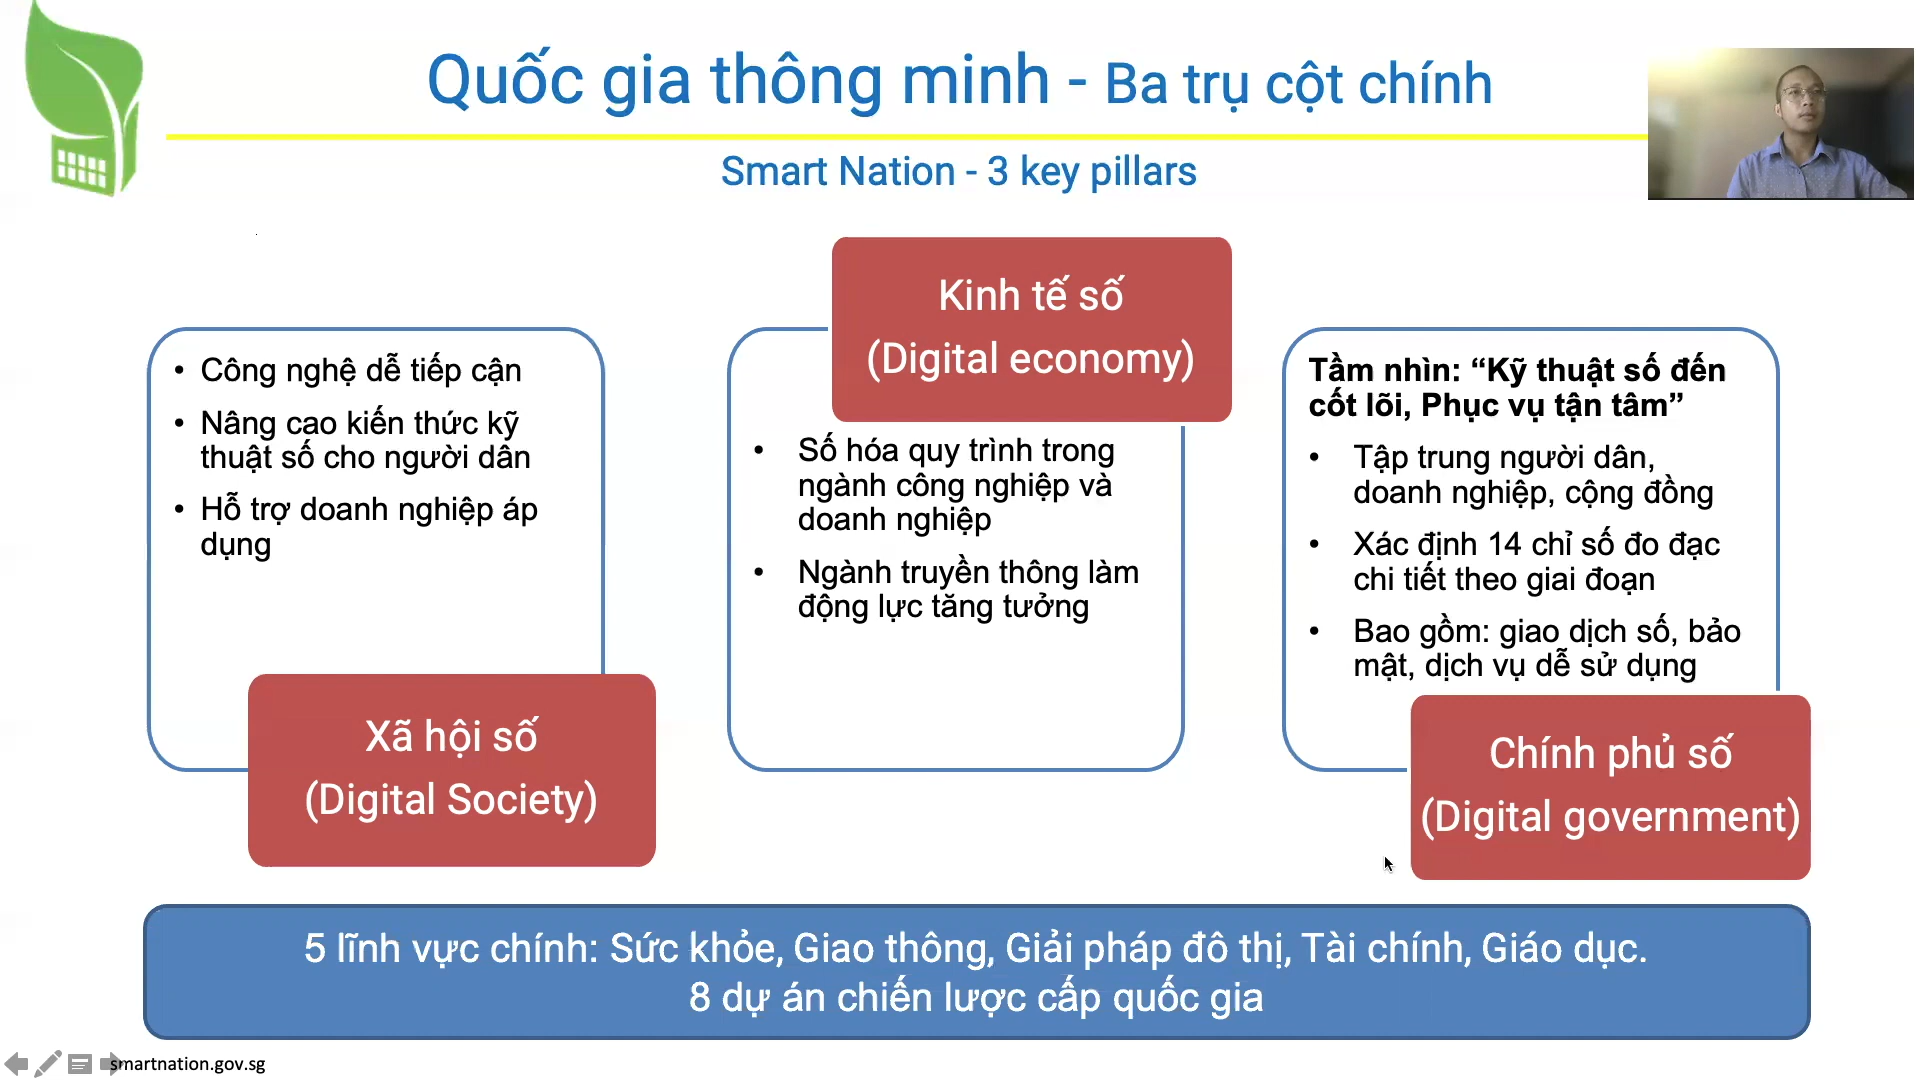 Quốc gia thông minh - Ba trụ cột chính
Smart Nation - 3 key pillars
• Công nghệ dễ tiếp cận
• Nâng cao kiến thức kỹ
thuật số cho người dân
• Hỗ trợ doanh nghiệp áp
dụng
Xã hội số
(Digital Society)
Kinh tế số
(Digital economy)
• Số hóa quy trình trong
ngành công nghiệp và
doanh nghiệp
• Ngành truyền thông làm
động lực tăng tưởng
Tầm nhìn: “Kỹ thuật số đến
cốt lõi, Phục vụ tận tâm”
• Tập trung người dân,
doanh nghiệp, cộng đồng
• Xác định 14 chỉ số đo đạc
chi tiết theo giai đoạn
• Bao gồm: giao dịch số, bảo
mật, dịch vụ dễ sử dụng
Chính phủ số
(Digital government)
5 lĩnh vực chính: Sức khỏe, Giao thông, Giải pháp đô thị, Tài chính, Giáo dục.
8 dự án chiến lược cấp quốc gia
smartnation.gov.sg